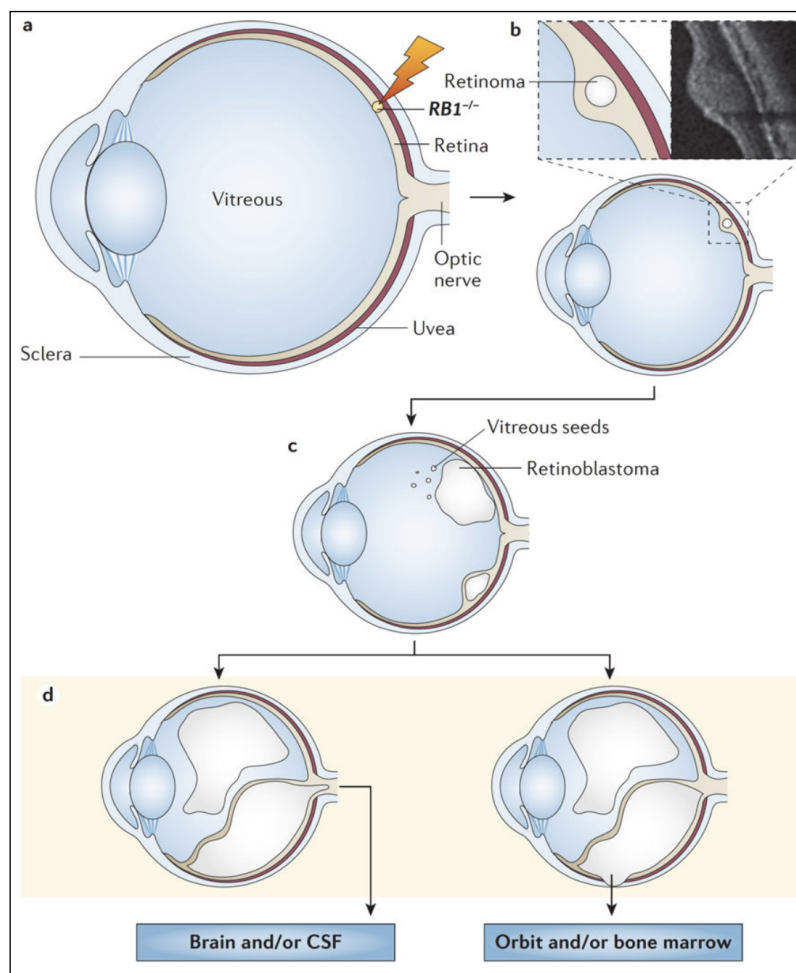 a
RB1−/−
Retina
Vitreous
Optic
nerve
Uvea
Sclera
b
Retinoma
c
Vitreous seeds
Retinoblastoma
d
Brain and/or CSF
Orbit and/or bone marrow